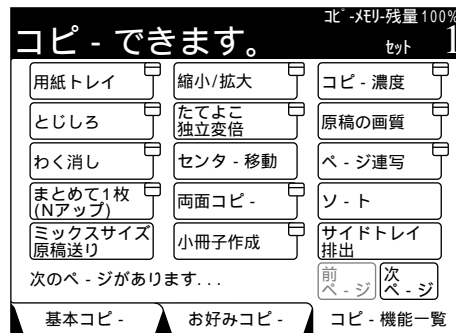 コピ-メモリ-残量100%
コピ-できます。
セット 1
用紙トレイ
縮小/拡大
コピ-濃度
とじしろ
たてよこ
独立変倍
原稿の画質
わく消し
センタ-移動
ペ-ジ連写
まとめて1枚
(Nアップ)
両面コピ-
ソ-ト
ミックスサイズ
原稿送り
小冊子作成
サイドトレイ
排出
次のペ-ジがあります...
前
ペ-ジ
次
ペ-ジ
基本コピ-
お好みコピ-
コピ-機能一覧